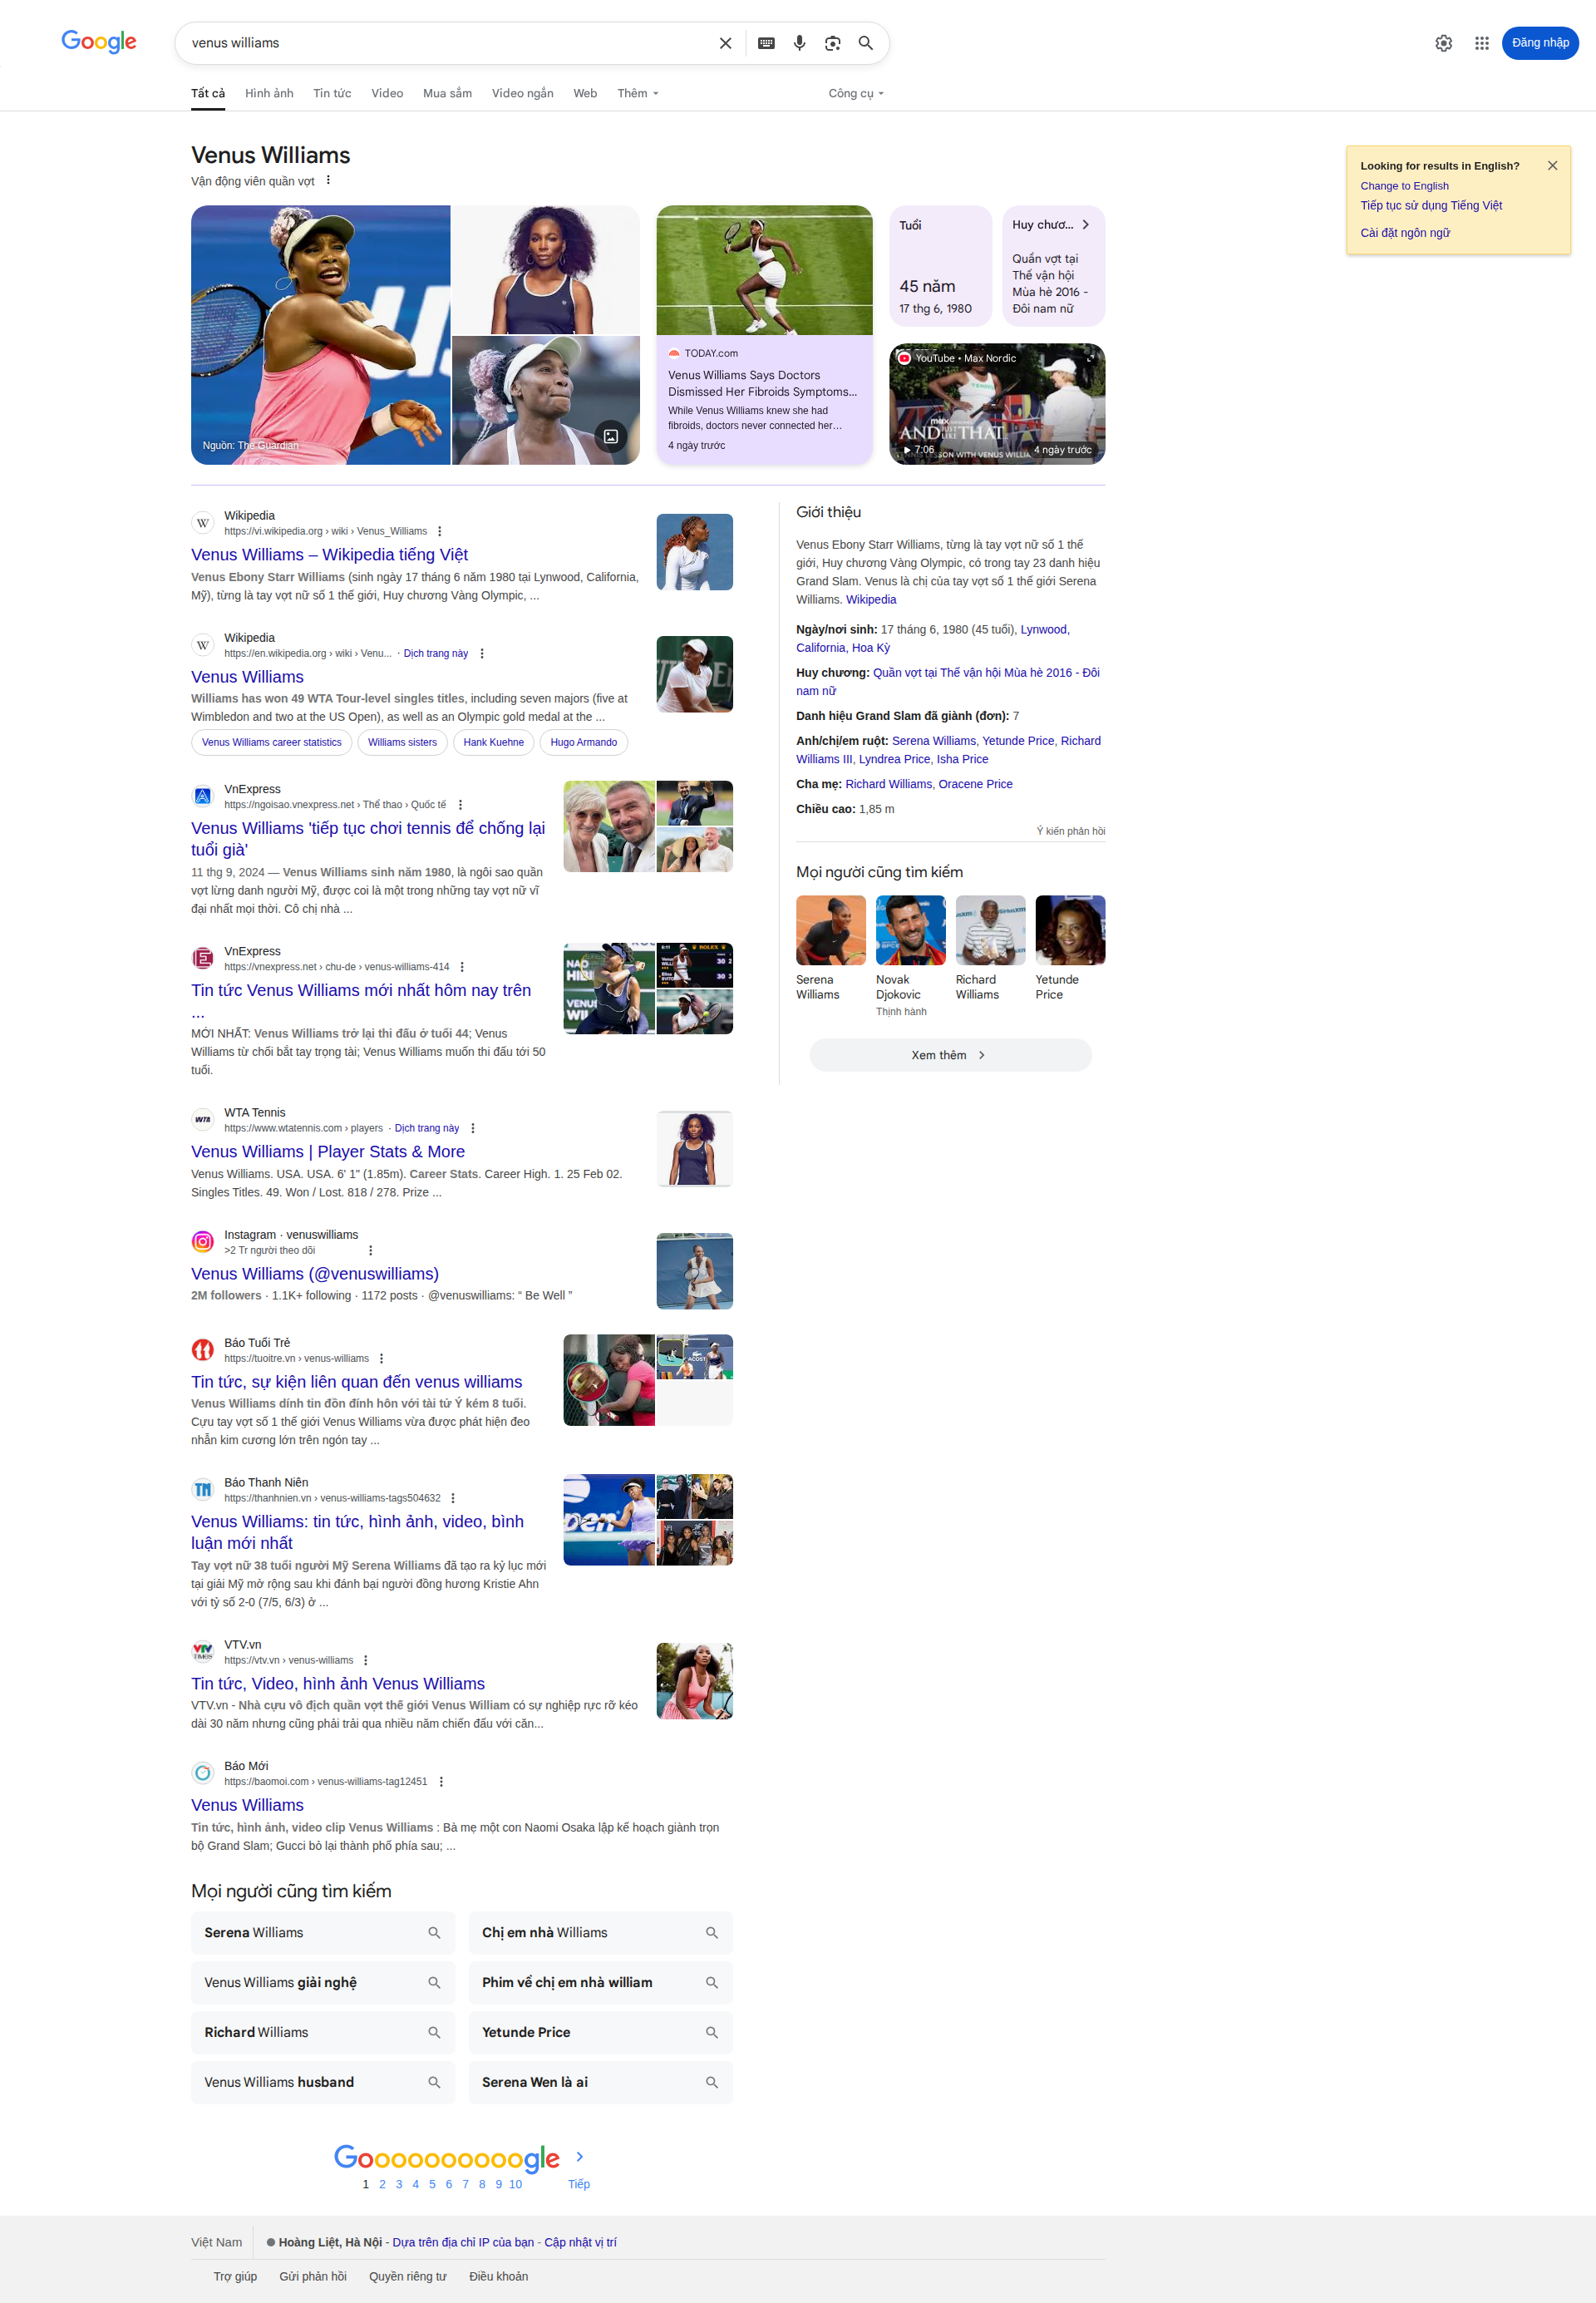 Google
venus williams
Đăng nhập
Tất cả
Hình ảnh
Tin tức
Video
Mua sắm
Video ngắn
Web
Thêm
Công cụ
Venus Williams
Vận động viên quần vợt
Looking for results in English?
Change to English
Tiếp tục sử dụng Tiếng Việt
Cài đặt ngôn ngữ
Nguồn: The Guardian
TODAY.com
Venus Williams Says Doctors
Dismissed Her Fibroids Symptoms...
While Venus Williams knew she had
fibroids, doctors never connected her…
4 ngày trước
Tuổi
45 năm
17 thg 6, 1980
Huy chươ...
Quần vợt tại
Thế vận hội
Mùa hè 2016 -
Đôi nam nữ
YouTube • Max Nordic
7:06
4 ngày trước
Wikipedia
https://vi.wikipedia.org › wiki › Venus_Williams
Venus Williams – Wikipedia tiếng Việt
Venus Ebony Starr Williams (sinh ngày 17 tháng 6 năm 1980 tại Lynwood, California,
Mỹ), từng là tay vợt nữ số 1 thế giới, Huy chương Vàng Olympic, ...
Wikipedia
https://en.wikipedia.org › wiki › Venu... · Dịch trang này
Venus Williams
Williams has won 49 WTA Tour-level singles titles, including seven majors (five at
Wimbledon and two at the US Open), as well as an Olympic gold medal at the ...
Venus Williams career statistics
Williams sisters
Hank Kuehne
Hugo Armando
VnExpress
https://ngoisao.vnexpress.net › Thể thao › Quốc tế
Venus Williams 'tiếp tục chơi tennis để chống lại
tuổi già'
11 thg 9, 2024 — Venus Williams sinh năm 1980, là ngôi sao quần
vợt lừng danh người Mỹ, được coi là một trong những tay vợt nữ vĩ
đại nhất mọi thời. Cô chị nhà ...
VnExpress
https://vnexpress.net › chu-de › venus-williams-414
Tin tức Venus Williams mới nhất hôm nay trên
...
MỚI NHẤT: Venus Williams trở lại thi đấu ở tuổi 44; Venus
Williams từ chối bắt tay trọng tài; Venus Williams muốn thi đấu tới 50
tuổi.
WTA Tennis
https://www.wtatennis.com › players · Dịch trang này
Venus Williams | Player Stats & More
Venus Williams. USA. USA. 6' 1" (1.85m). Career Stats. Career High. 1. 25 Feb 02.
Singles Titles. 49. Won / Lost. 818 / 278. Prize ...
Instagram · venuswilliams
>2 Tr người theo dõi
Venus Williams (@venuswilliams)
2M followers · 1.1K+ following · 1172 posts · @venuswilliams: “ Be Well ”
Báo Tuổi Trẻ
https://tuoitre.vn › venus-williams
Tin tức, sự kiện liên quan đến venus williams
Venus Williams dính tin đồn đính hôn với tài tử Ý kém 8 tuổi.
Cựu tay vợt số 1 thế giới Venus Williams vừa được phát hiện đeo
nhẫn kim cương lớn trên ngón tay ...
Báo Thanh Niên
https://thanhnien.vn › venus-williams-tags504632
Venus Williams: tin tức, hình ảnh, video, bình
luận mới nhất
Tay vợt nữ 38 tuổi người Mỹ Serena Williams đã tạo ra kỷ lục mới
tại giải Mỹ mở rộng sau khi đánh bại người đồng hương Kristie Ahn
với tỷ số 2-0 (7/5, 6/3) ở ...
VTV.vn
https://vtv.vn › venus-williams
Tin tức, Video, hình ảnh Venus Williams
VTV.vn - Nhà cựu vô địch quần vợt thế giới Venus William có sự nghiệp rực rỡ kéo
dài 30 năm nhưng cũng phải trải qua nhiều năm chiến đấu với căn...
Báo Mới
https://baomoi.com › venus-williams-tag12451
Venus Williams
Tin tức, hình ảnh, video clip Venus Williams : Bà mẹ một con Naomi Osaka lập kế hoạch giành trọn
bộ Grand Slam; Gucci bỏ lại thành phố phía sau; ...
Giới thiệu
Venus Ebony Starr Williams, từng là tay vợt nữ số 1 thế
giới, Huy chương Vàng Olympic, có trong tay 23 danh hiệu
Grand Slam. Venus là chị của tay vợt số 1 thế giới Serena
Williams. Wikipedia
Ngày/nơi sinh: 17 tháng 6, 1980 (45 tuổi), Lynwood,
California, Hoa Kỳ
Huy chương: Quần vợt tại Thế vận hội Mùa hè 2016 - Đôi
nam nữ
Danh hiệu Grand Slam đã giành (đơn): 7
Anh/chị/em ruột: Serena Williams, Yetunde Price, Richard
Williams III, Lyndrea Price, Isha Price
Cha mẹ: Richard Williams, Oracene Price
Chiều cao: 1,85 m
Ý kiến phản hồi
Mọi người cũng tìm kiếm
Serena
Williams
Novak
Djokovic
Thịnh hành
Richard
Williams
Yetunde
Price
Xem thêm
Mọi người cũng tìm kiếm
Serena Williams
Chị em nhà Williams
Venus Williams giải nghệ
Phim về chị em nhà william
Richard Williams
Yetunde Price
Venus Williams husband
Serena Wen là ai
Goooooooooogle
1 2 3 4 5 6 7 8 9 10
Tiếp
Việt Nam
Hoàng Liệt, Hà Nội - Dựa trên địa chỉ IP của bạn - Cập nhật vị trí
Trợ giúp
Gửi phản hồi
Quyền riêng tư
Điều khoản